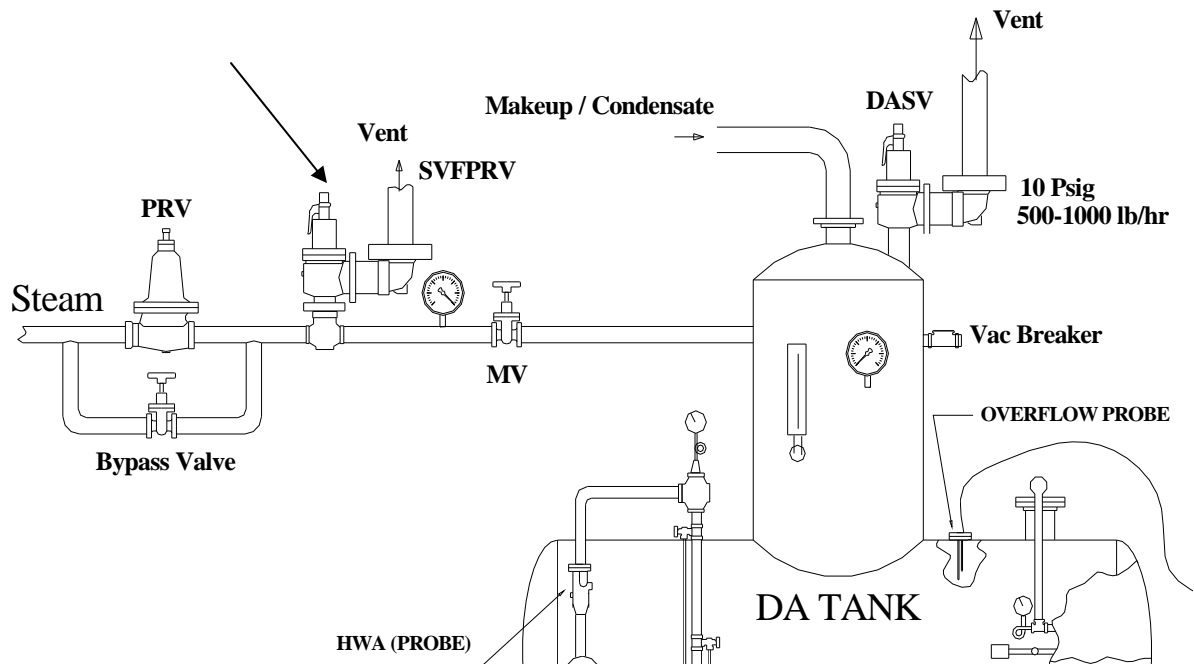 Vent
Makeup / Condensate
DASV
Vent
SVFPRV
10 Psig
500-1000 lb/hr
PRV
Steam
Vac Breaker
MV
OVERFLOW PROBE
Bypass Valve
DA TANK
HWA (PROBE)